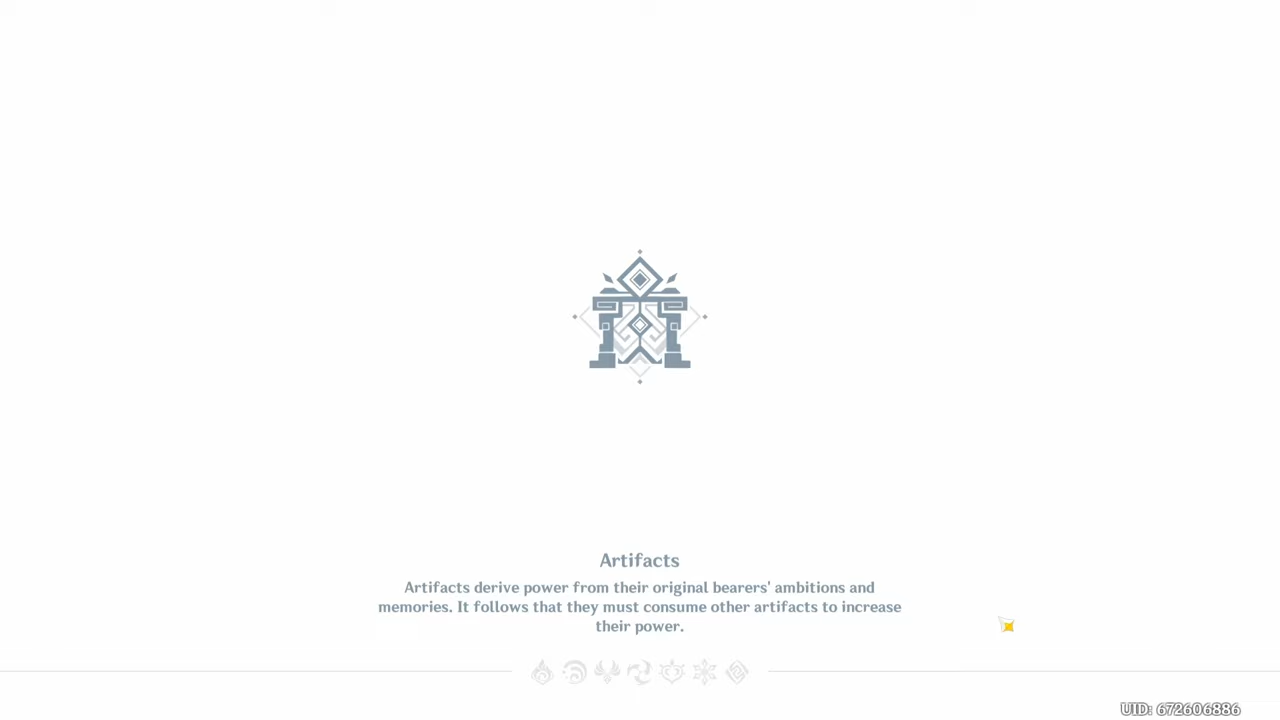 Artifacts
Artifacts derive power from their original bearers' ambitions and
memories. It follows that they must consume other artifacts to increase
their power.
UID: 672606886